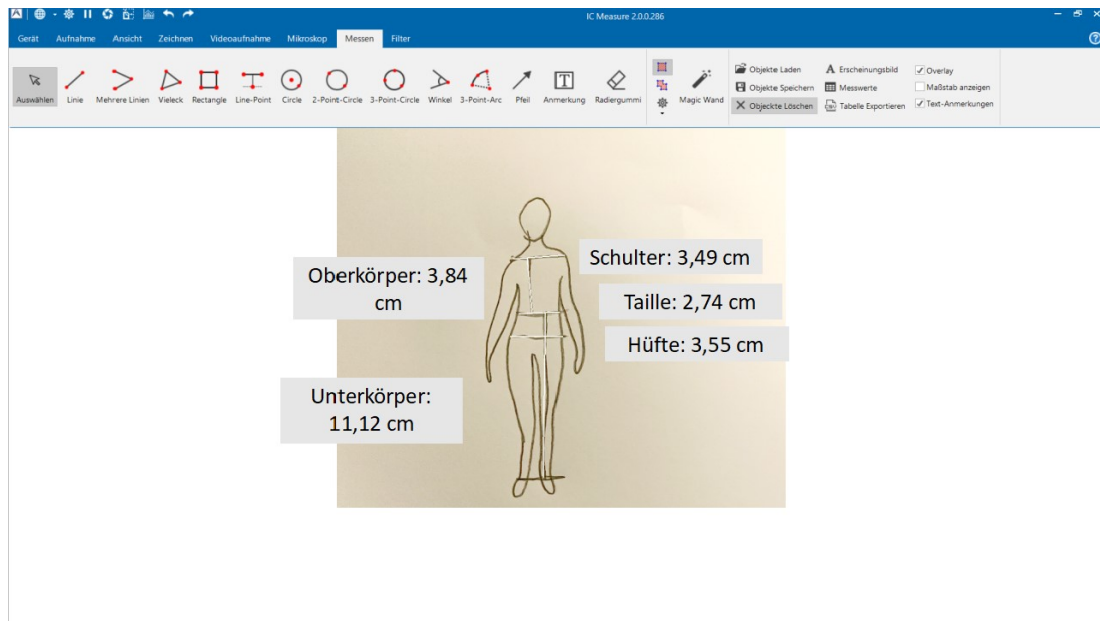 IC Measure 2.0.0.286
Gerät Aufnahme Ansicht Zeichnen Videoaufnahme Mikroskop Messen Filter
Auswählen Linie Mehrere Linien Vieleck Rectangle Line-Point Circle 2-Point-Circle 3-Point-Circle Winkel 3-Point-Arc Pfeil Anmerkung Radiergummi
Magic Wand
Objekte Laden
Objekte Speichern
Objeckte Löschen
Erscheinungsbild
Messwerte
Tabelle Exportieren
Overlay
Maßstab anzeigen
Text-Anmerkungen
Schulter: 3,49 cm
Oberkörper: 3,84
cm
Taille: 2,74 cm
Hüfte: 3,55 cm
Unterkörper:
11,12 cm